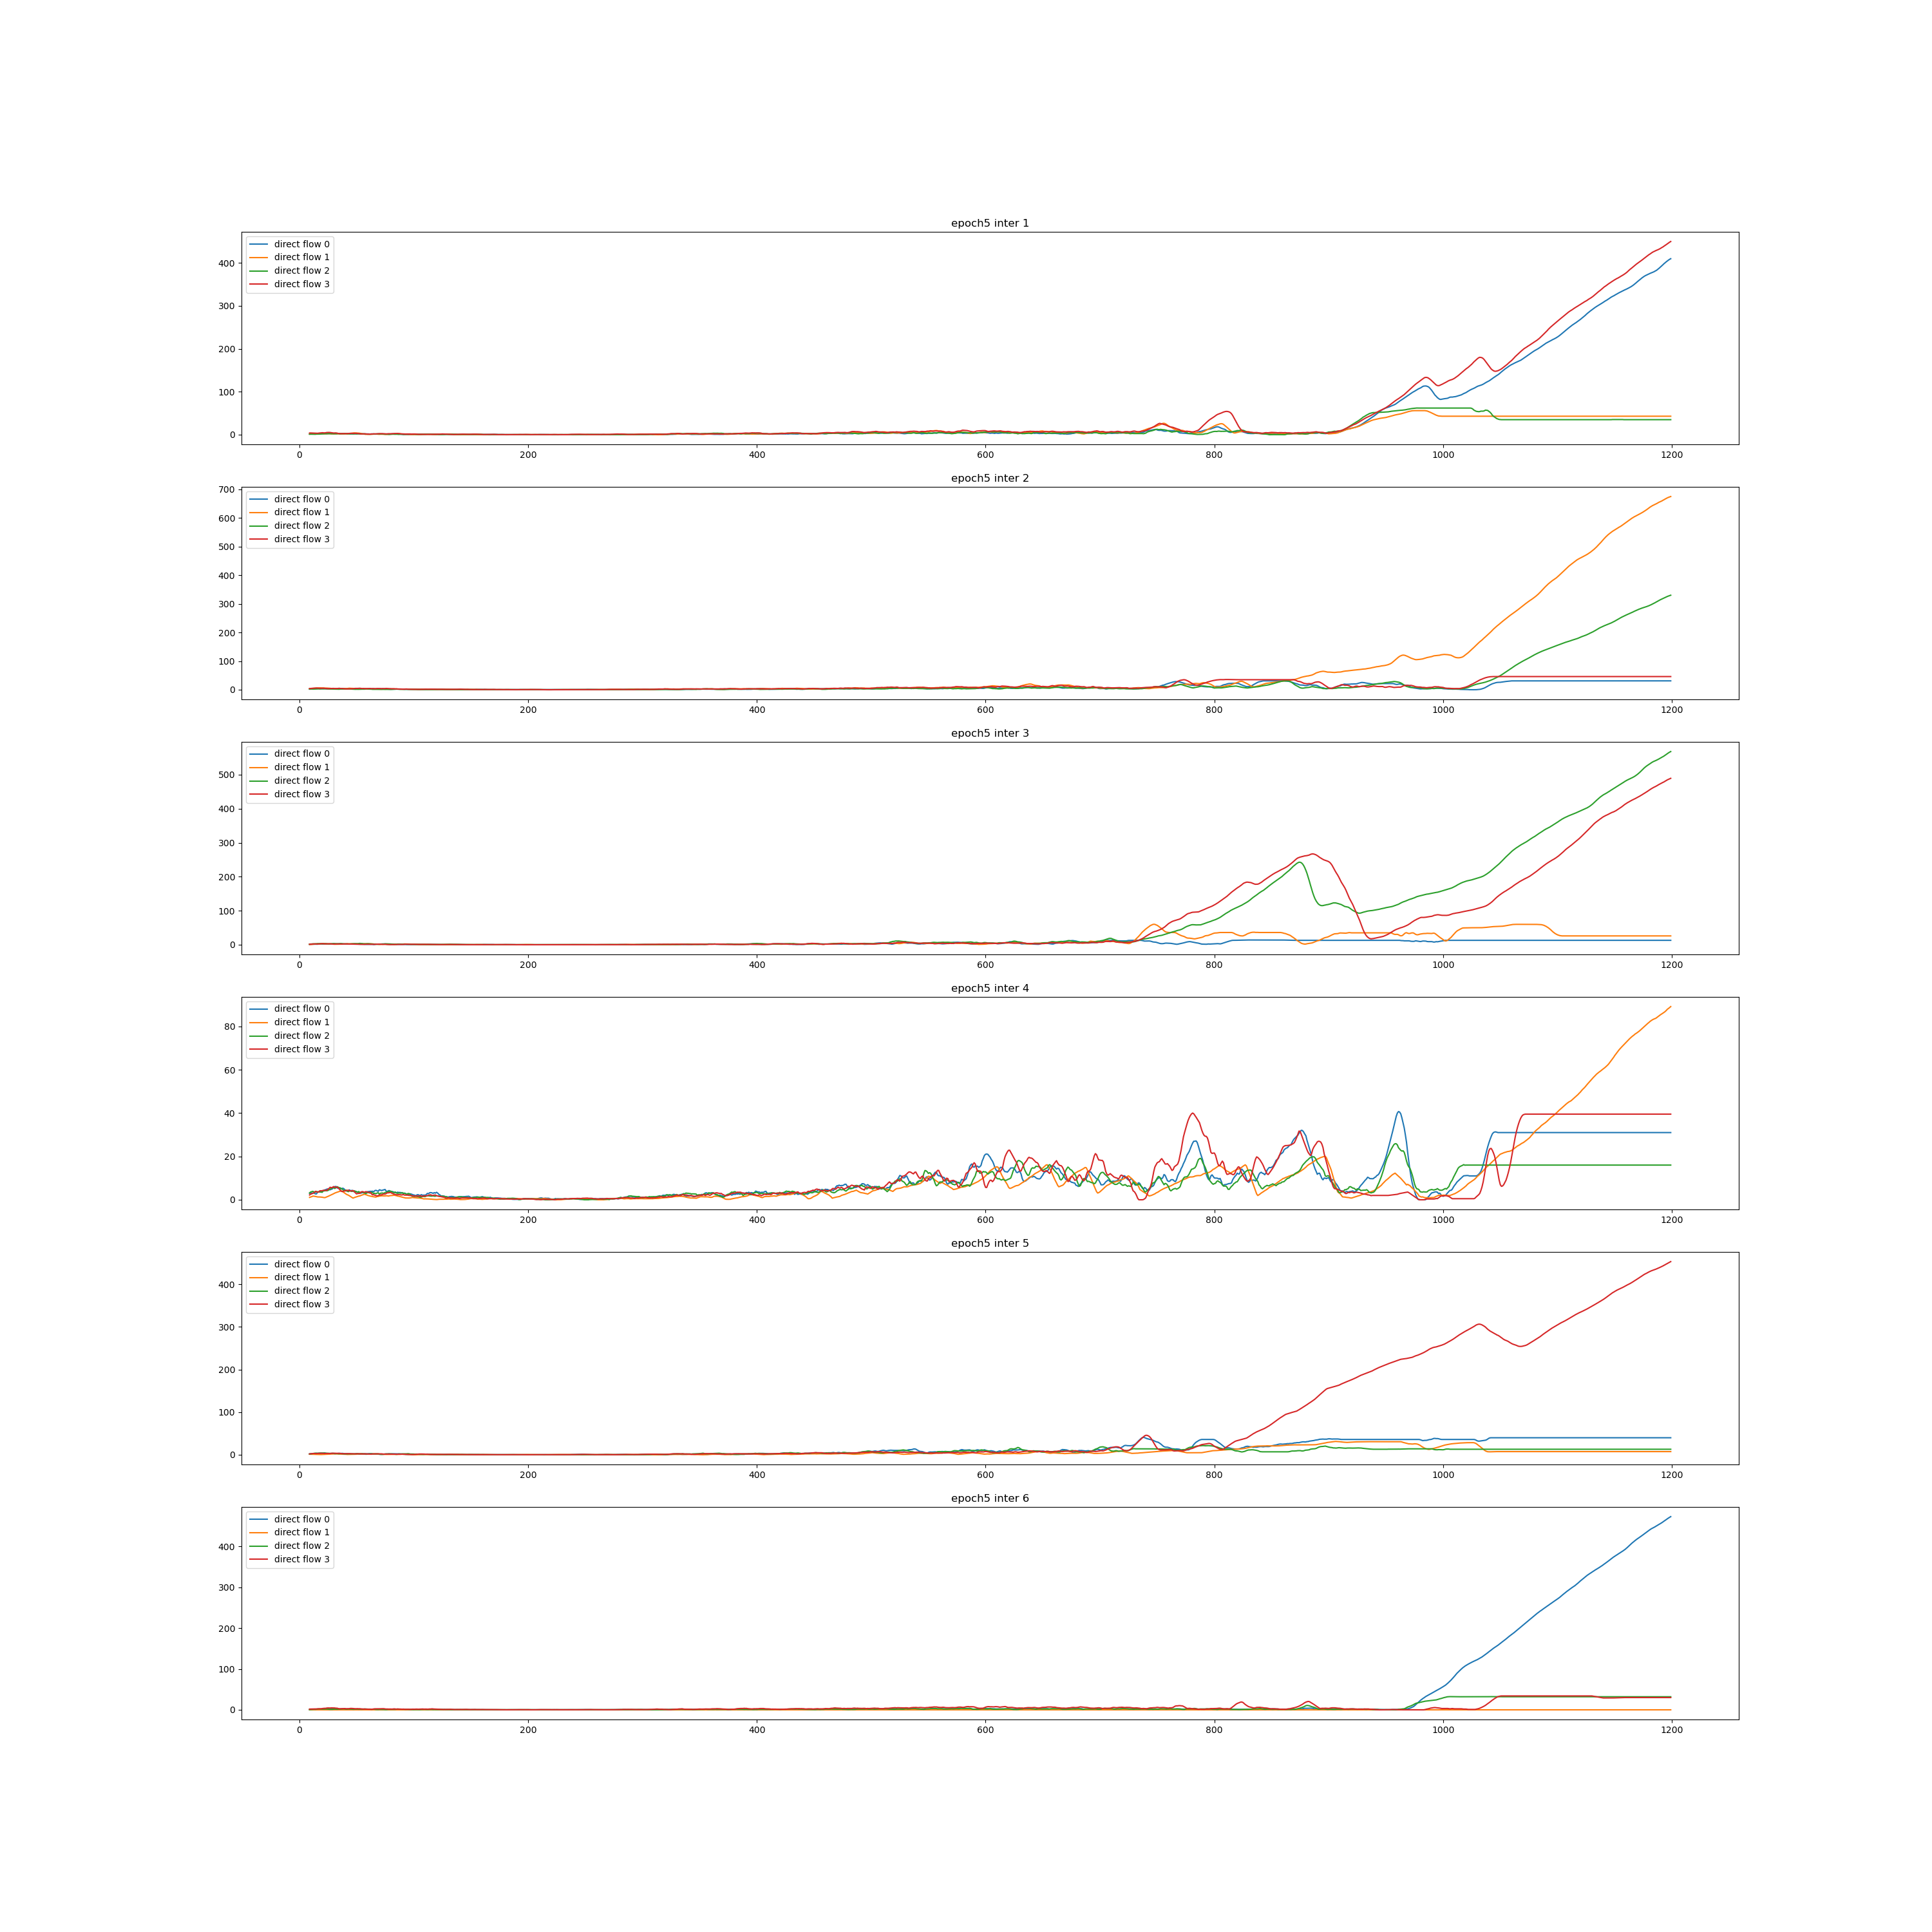 epoch5 inter 1
direct flow 0
direct flow 1
direct flow 2
direct flow 3
400
300
200
100
0
0 200 400 600 800 1000 1200
epoch5 inter 2
direct flow 0
direct flow 1
direct flow 2
direct flow 3
700
600
500
400
300
200
100
0
0 200 400 600 800 1000 1200
epoch5 inter 3
direct flow 0
direct flow 1
direct flow 2
direct flow 3
500
400
300
200
100
0
0 200 400 600 800 1000 1200
epoch5 inter 4
direct flow 0
direct flow 1
direct flow 2
direct flow 3
80
60
40
20
0
0 200 400 600 800 1000 1200
epoch5 inter 5
direct flow 0
direct flow 1
direct flow 2
direct flow 3
400
300
200
100
0
0 200 400 600 800 1000 1200
epoch5 inter 6
direct flow 0
direct flow 1
direct flow 2
direct flow 3
400
300
200
100
0
0 200 400 600 800 1000 1200